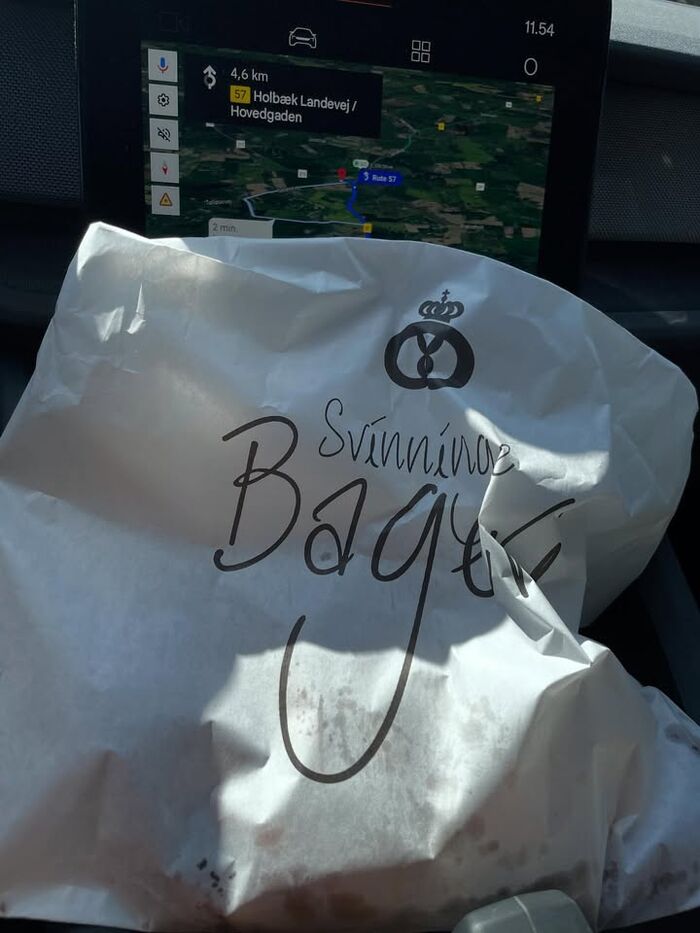 11.54
4,6 km
57 Holbæk Landevej /
Hovedgaden
Rute 57
2 min.
Svinninge
Bageri